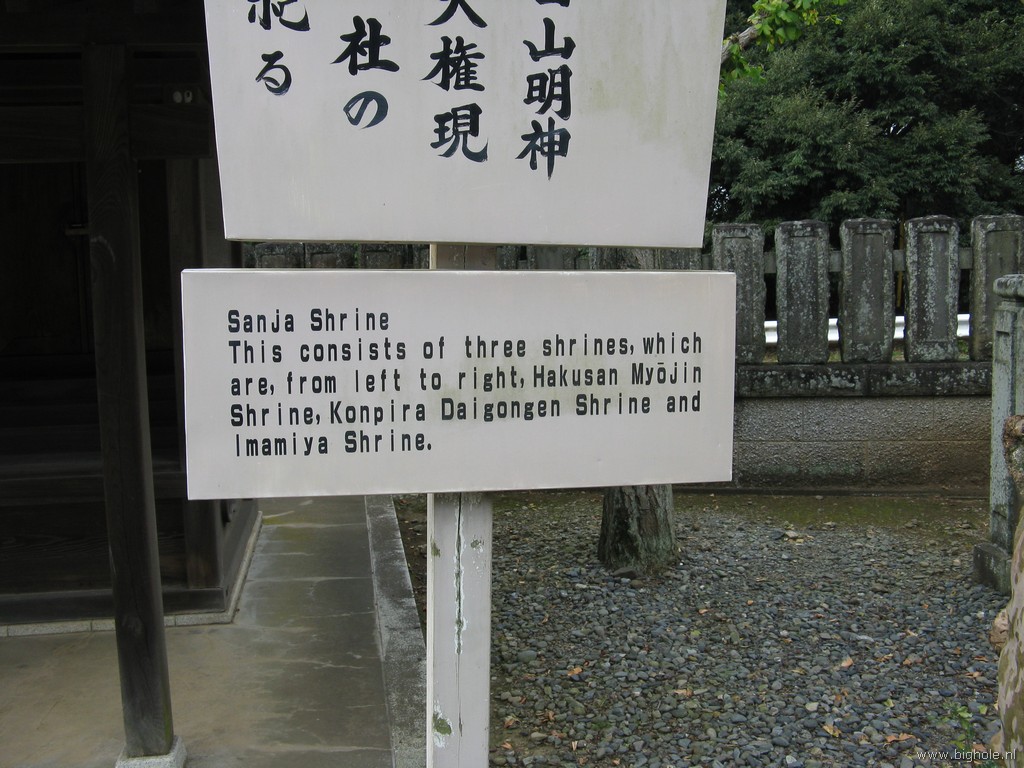 山明神
権現
社の
祀る
Sanja Shrine
This consists of three shrines, which
are, from left to right, Hakusan Myōjin
Shrine, Konpira Daigongen Shrine and
Imamiya Shrine.
www.bighole.nl